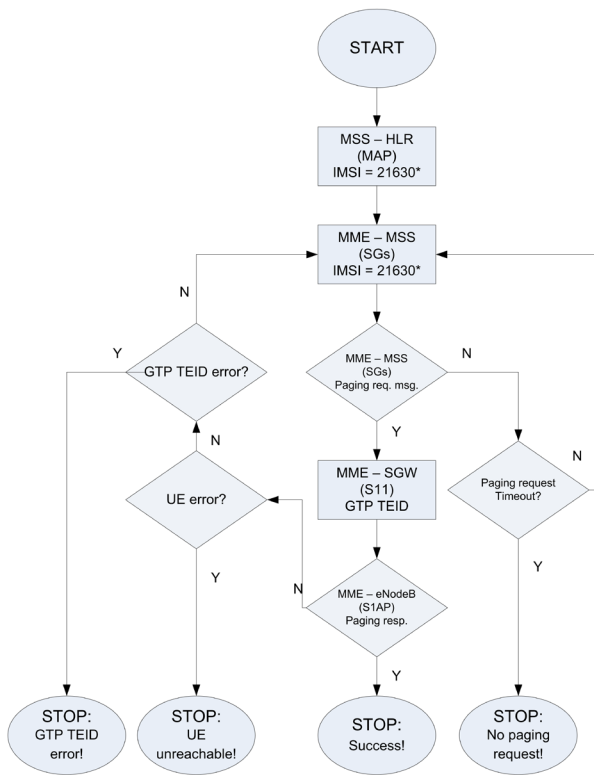 START
MSS – HLR
(MAP)
IMSI = 21630*
MME – MSS
(SGs)
IMSI = 21630*
N
Y
GTP TEID error?
MME – MSS
(SGs)
Paging req. msg.
N
Y
N
UE error?
MME – SGW
(S11)
GTP TEID
Paging request
Timeout?
N
Y
N
MME – eNodeB
(S1AP)
Paging resp.
Y
Y
STOP:
GTP TEID
error!
STOP:
UE
unreachable!
STOP:
Success!
STOP:
No paging
request!